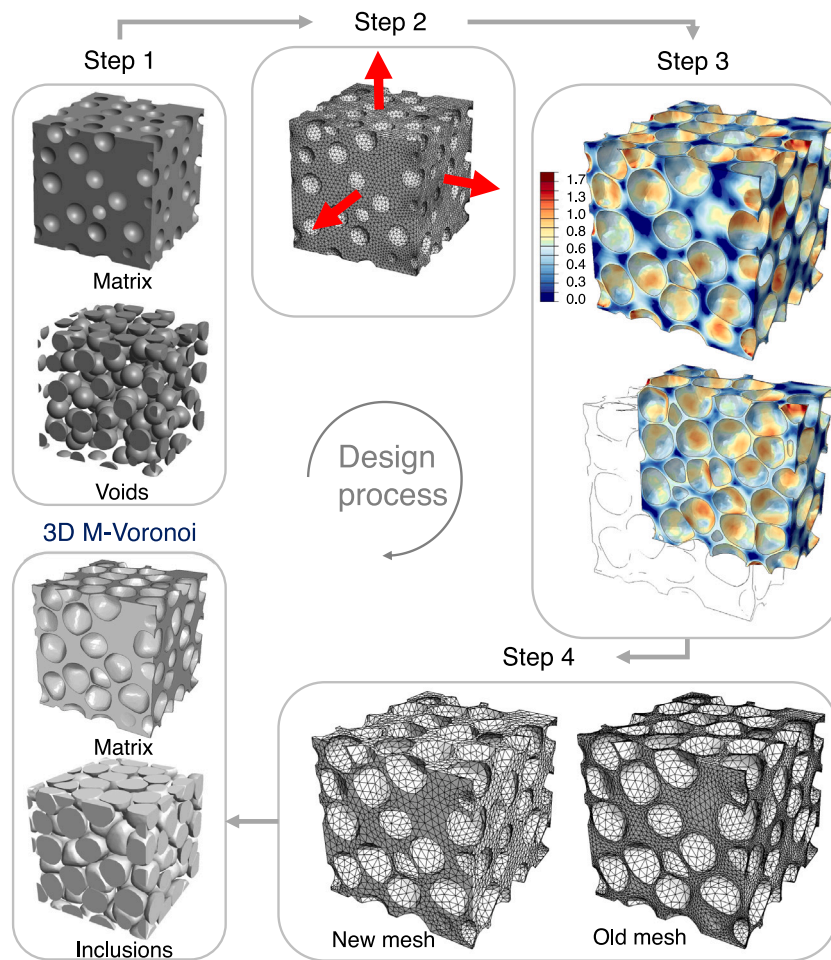 Step 1
Step 2
Step 3
Matrix
Voids
1.7
1.3
1.0
0.8
0.6
0.4
0.3
0.0
Design
process
3D M-Voronoi
Matrix
Inclusions
Step 4
New mesh
Old mesh